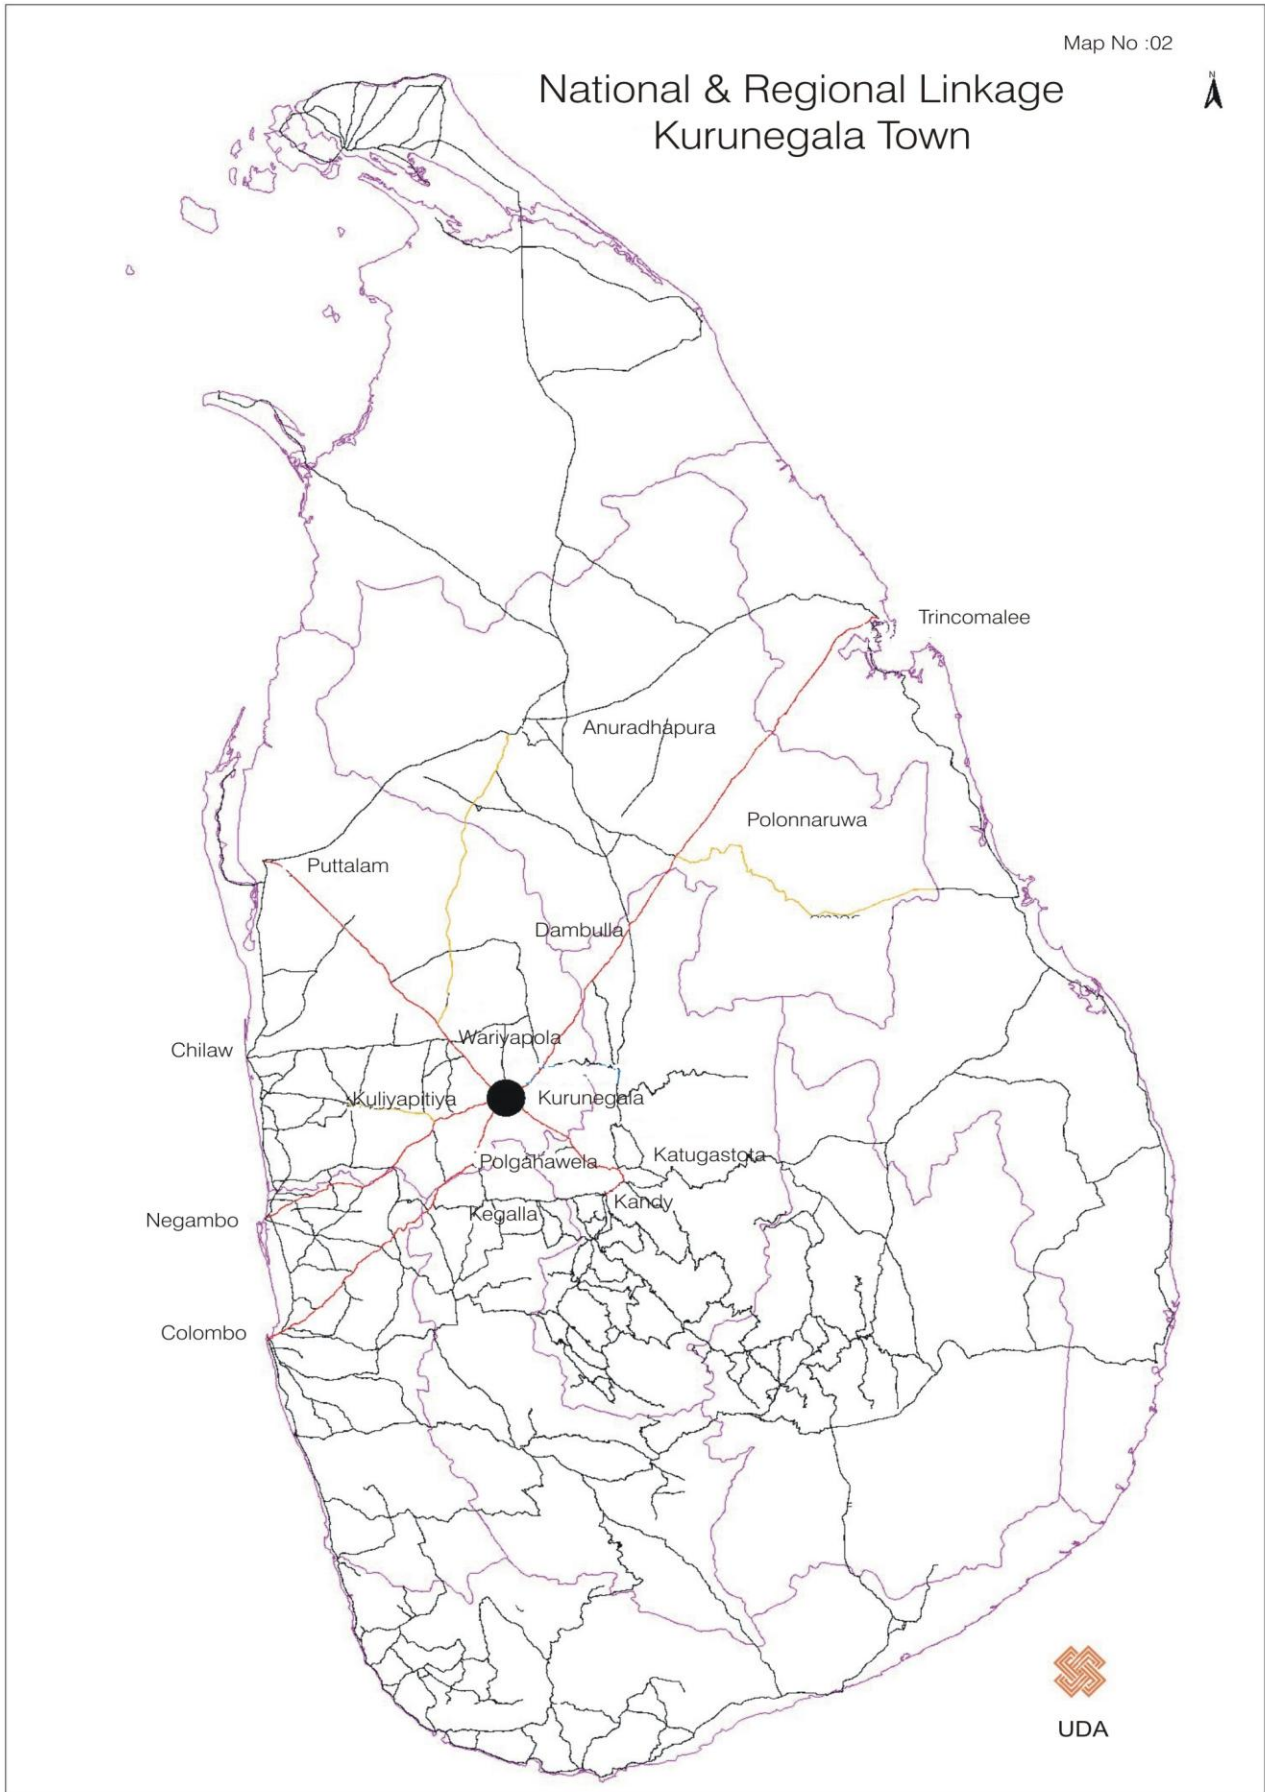 Map No :02
N
National & Regional Linkage
Kurunegala Town
Trincomalee
Anuradhapura
Polonnaruwa
Puttalam
Dambulla
Wariyapola
Chilaw
Kuliyapitiya
Kurunegala
Katugastota
Polgahawela
Kandy
Kegalla
Negambo
Colombo
UDA